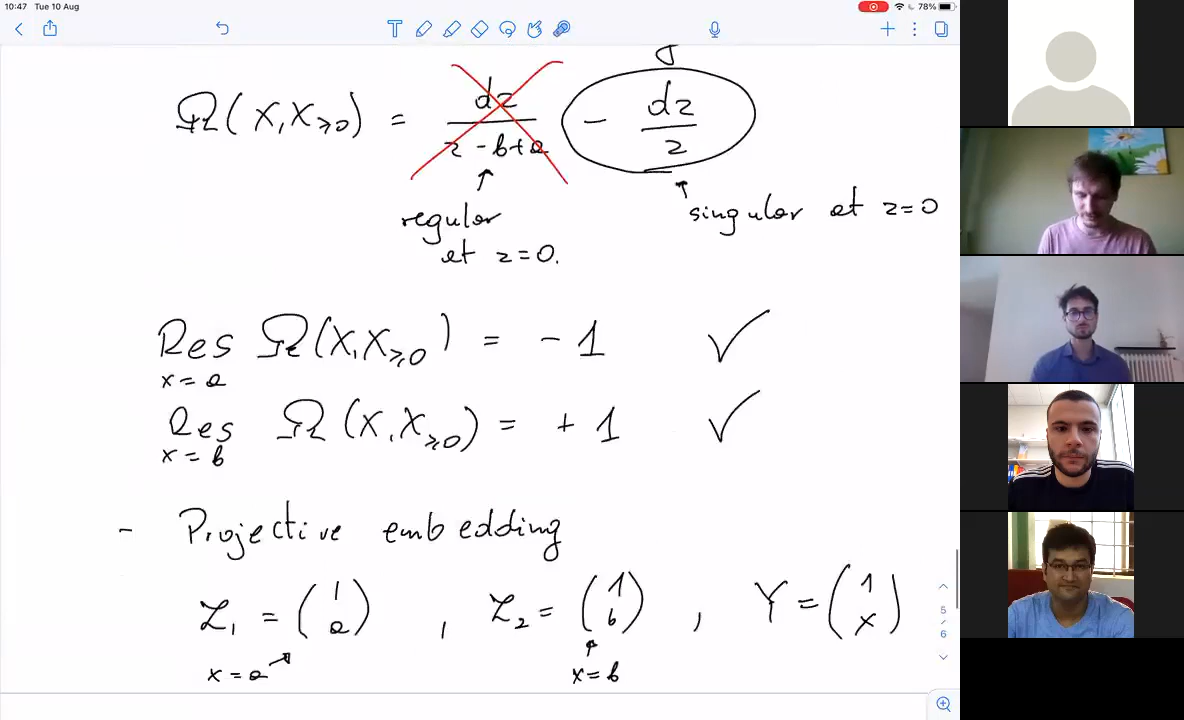 10:47 Tue 10 Aug
78%
Ω(X, X≥0) = dz / (z - b + a) - dz / z
regular at z=0.
singular at z=0
Res x=a Ω(X, X≥0) = -1 ✓
Res x=b Ω(X, X≥0) = +1 ✓
- Projective embedding
Z₁ = (1 a), Z₂ = (1 b), Y = (1 x)
x=a
x=b
5
/
6